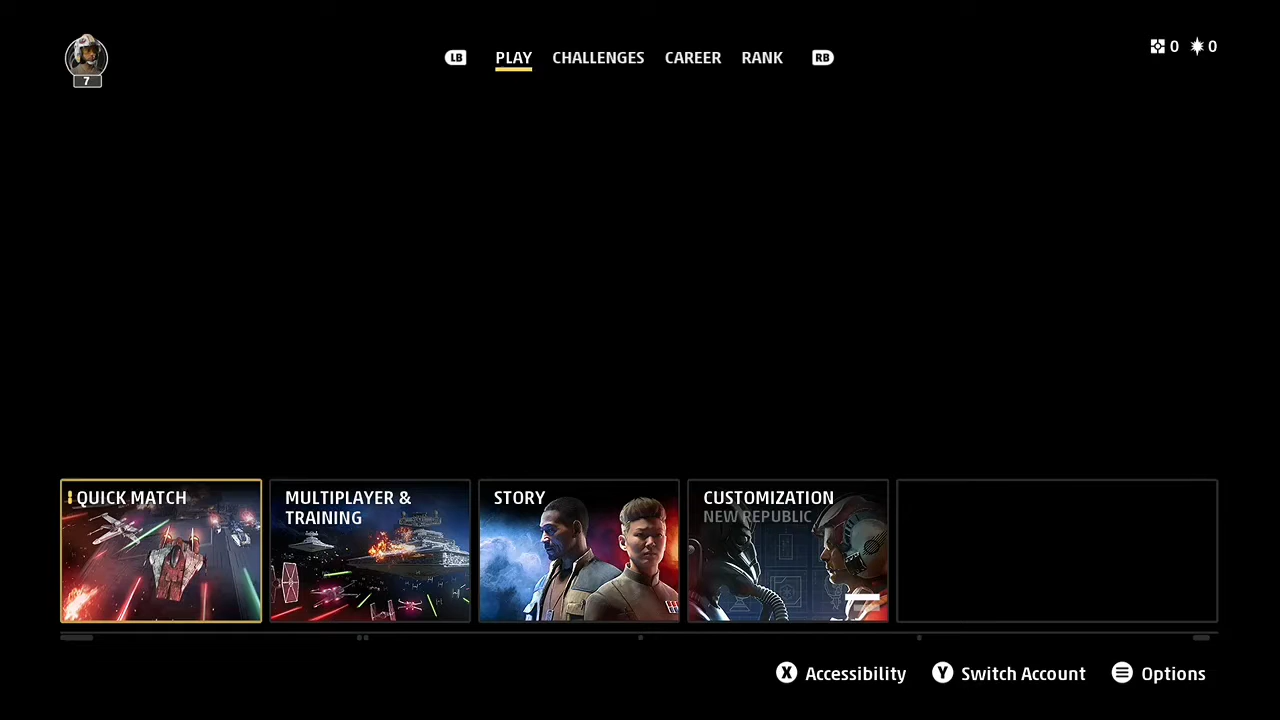 7
LB PLAY CHALLENGES CAREER RANK RB
0 0
QUICK MATCH
MULTIPLAYER &
TRAINING
STORY
CUSTOMIZATION
NEW REPUBLIC
X Accessibility Y Switch Account Options